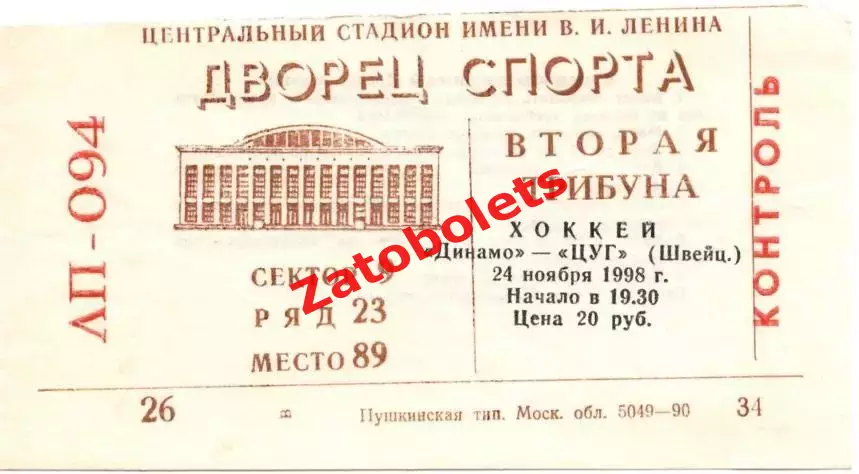 ЦЕНТРАЛЬНЫЙ СТАДИОН ИМЕНИ В. И. ЛЕНИНА
ДВОРЕЦ СПОРТА
ЛП-094
ВТОРАЯ
ТРИБУНА
ХОККЕЙ
«Динамо» — «ЦУГ» (Швейц.)
24 ноября 1998 г.
Начало в 19.30
Цена 20 руб.
СЕКТОР 9
РЯД 23
МЕСТО 89
КОНТРОЛЬ
Zatobolets
26
Пушкинская тип. Моск. обл. 5049—90
34